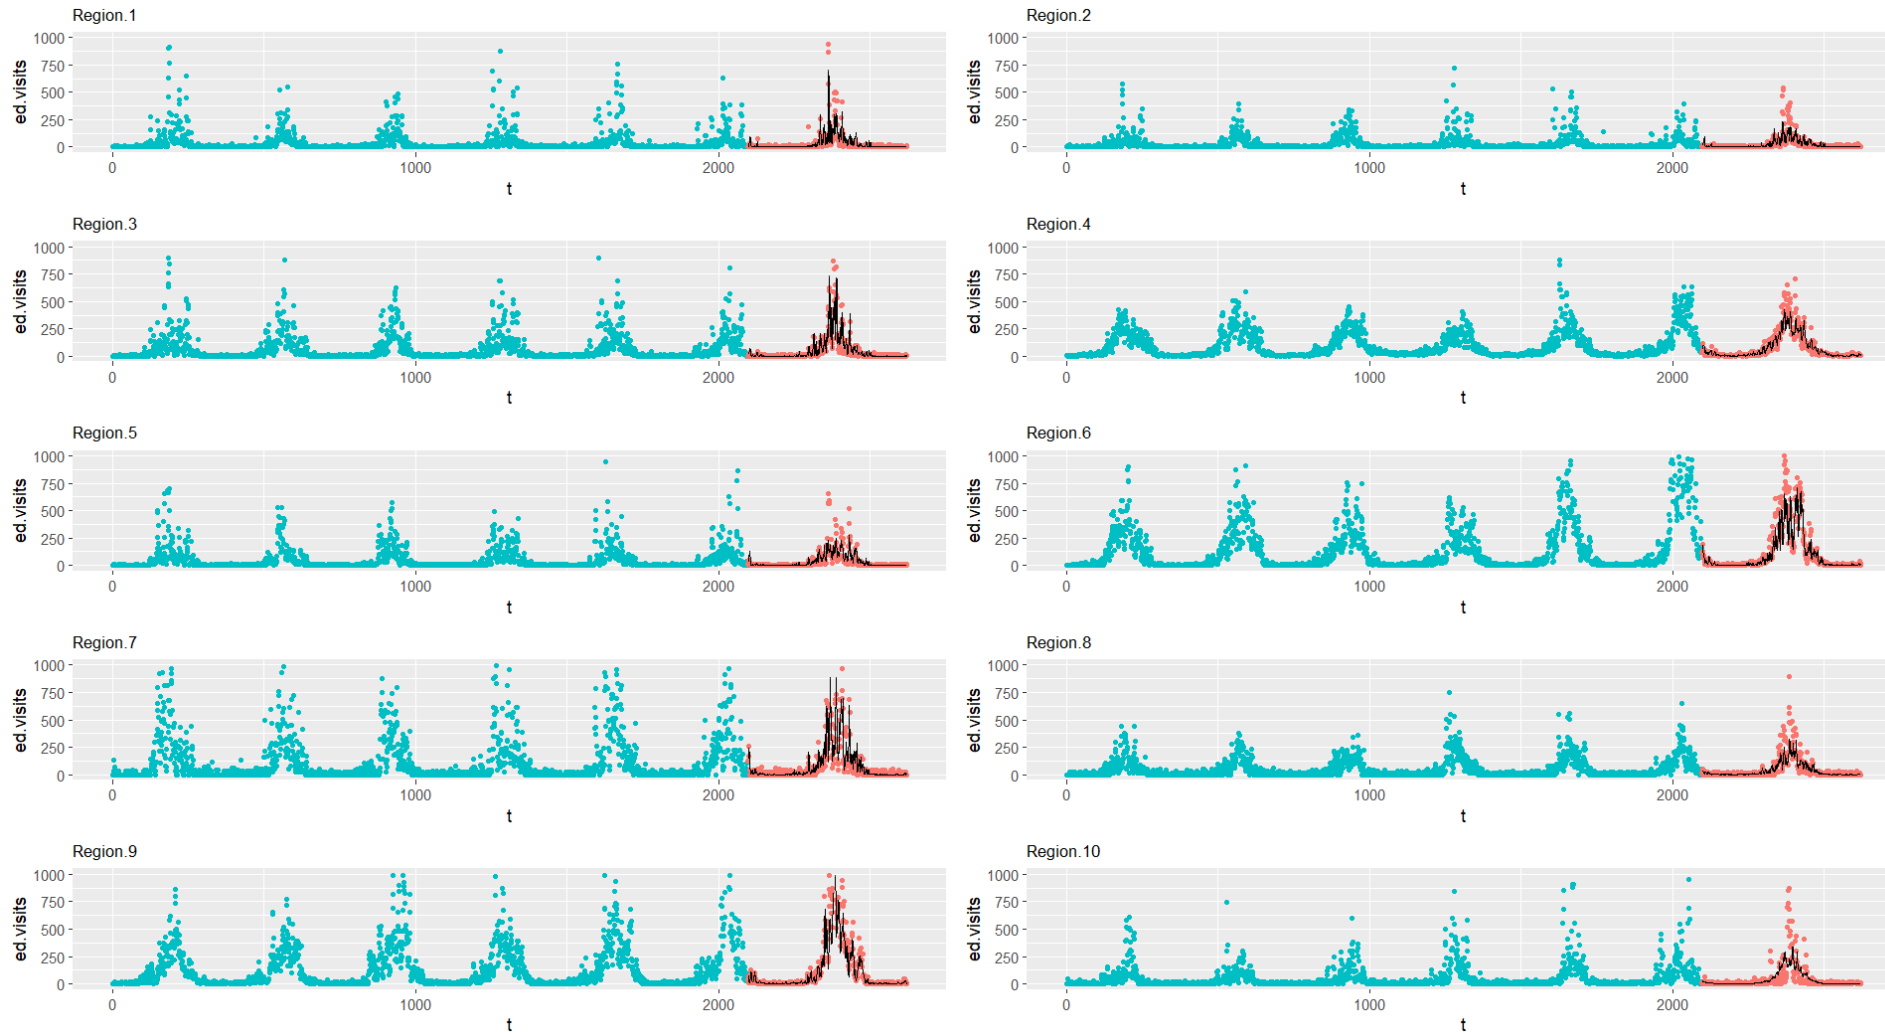 Region.1
1000
750
500
250
0
ed.visits
0 1000 2000
t
Region.2
1000
750
500
250
0
ed.visits
0 1000 2000
t
Region.3
1000
750
500
250
0
ed.visits
0 1000 2000
t
Region.4
1000
750
500
250
0
ed.visits
0 1000 2000
t
Region.5
1000
750
500
250
0
ed.visits
0 1000 2000
t
Region.6
1000
750
500
250
0
ed.visits
0 1000 2000
t
Region.7
1000
750
500
250
0
ed.visits
0 1000 2000
t
Region.8
1000
750
500
250
0
ed.visits
0 1000 2000
t
Region.9
1000
750
500
250
0
ed.visits
0 1000 2000
t
Region.10
1000
750
500
250
0
ed.visits
0 1000 2000
t